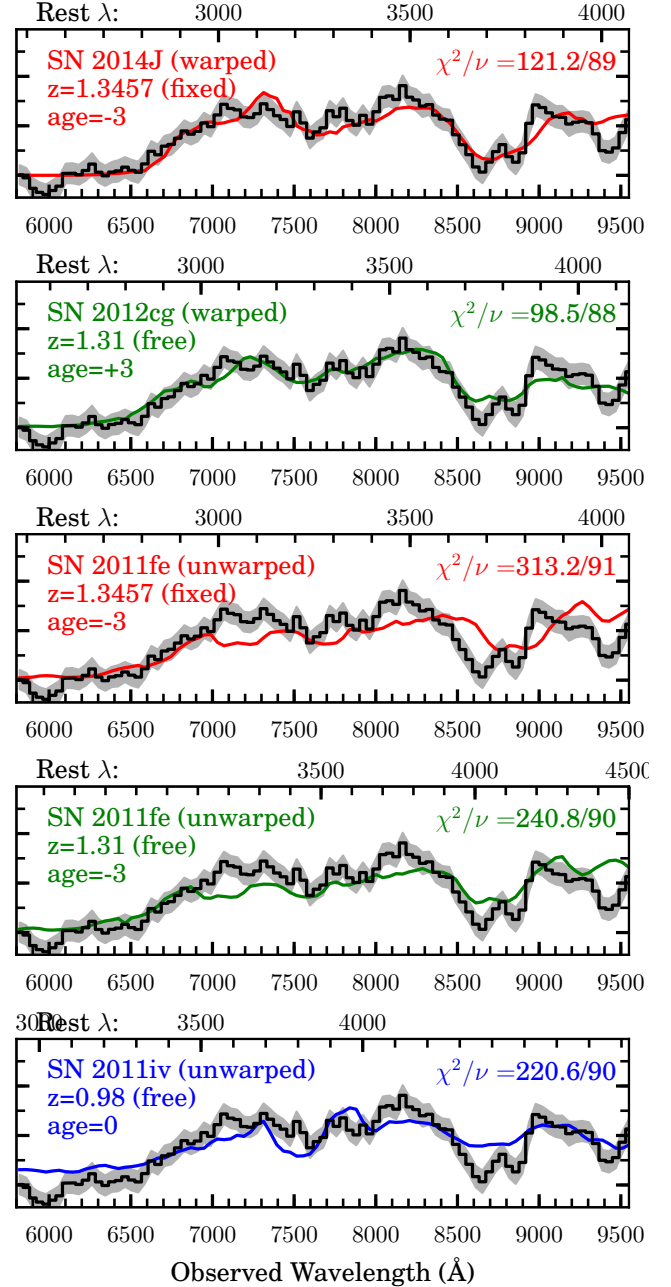 Rest λ: 3000 3500 4000
SN 2014J (warped)
z=1.3457 (fixed)
age=-3
χ²/ν =121.2/89
6000 6500 7000 7500 8000 8500 9000 9500
Rest λ: 3000 3500 4000
SN 2012cg (warped)
z=1.31 (free)
age=+3
χ²/ν =98.5/88
6000 6500 7000 7500 8000 8500 9000 9500
Rest λ: 3000 3500 4000
SN 2011fe (unwarped)
z=1.3457 (fixed)
age=-3
χ²/ν =313.2/91
6000 6500 7000 7500 8000 8500 9000 9500
Rest λ: 3500 4000 4500
SN 2011fe (unwarped)
z=1.31 (free)
age=-3
χ²/ν =240.8/90
6000 6500 7000 7500 8000 8500 9000 9500
3000 Rest λ: 3500 4000
SN 2011iv (unwarped)
z=0.98 (free)
age=0
χ²/ν =220.6/90
6000 6500 7000 7500 8000 8500 9000 9500
Observed Wavelength (Å)